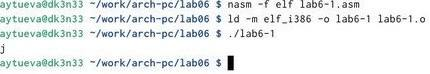 aytueva@dk3n33 ~/work/arch-pc/lab06 $ nasm -f elf lab6-1.asm
aytueva@dk3n33 ~/work/arch-pc/lab06 $ ld -m elf_i386 -o lab6-1 lab6-1.o
aytueva@dk3n33 ~/work/arch-pc/lab06 $ ./lab6-1
j
aytueva@dk3n33 ~/work/arch-pc/lab06 $